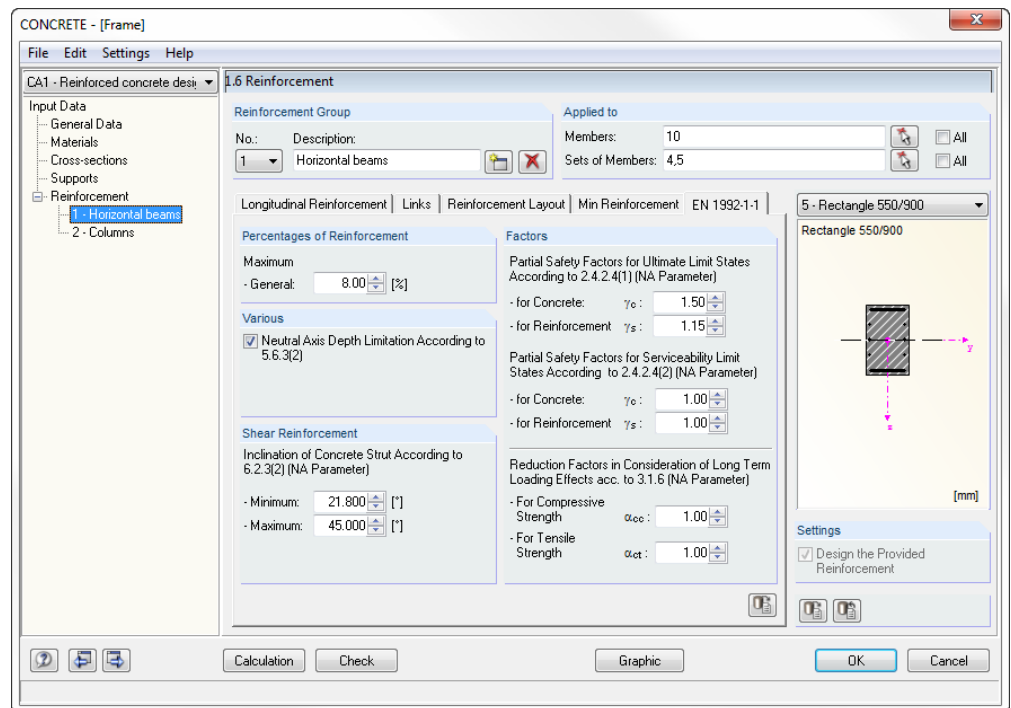 CONCRETE - [Frame]
File Edit Settings Help
CA1 - Reinforced concrete desi
1.6 Reinforcement
Input Data
General Data
Materials
Cross-sections
Supports
Reinforcement
1 - Horizontal beams
2 - Columns
Reinforcement Group
No.: Description:
1 Horizontal beams
Applied to
Members: 10 All
Sets of Members: 4,5 All
Longitudinal Reinforcement Links Reinforcement Layout Min Reinforcement EN 1992-1-1
Percentages of Reinforcement
Maximum
- General: 8.00 [%]
Various
Neutral Axis Depth Limitation According to
5.6.3(2)
Shear Reinforcement
Inclination of Concrete Strut According to
6.2.3(2) (NA Parameter)
- Minimum: 21.800 [°]
- Maximum: 45.000 [°]
Factors
Partial Safety Factors for Ultimate Limit States
According to 2.4.2.4(1) (NA Parameter)
- for Concrete: γc : 1.50
- for Reinforcement γs : 1.15
Partial Safety Factors for Serviceability Limit
States According to 2.4.2.4(2) (NA Parameter)
- for Concrete: γc : 1.00
- for Reinforcement γs : 1.00
Reduction Factors in Consideration of Long Term
Loading Effects acc. to 3.1.6 (NA Parameter)
- For Compressive
Strength αcc : 1.00
- For Tensile
Strength αct : 1.00
5 - Rectangle 550/900
Rectangle 550/900
y
z
[mm]
Settings
Design the Provided
Reinforcement
Calculation Check Graphic OK Cancel